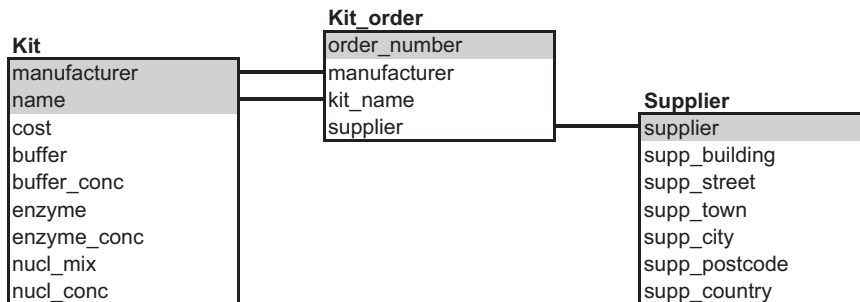 Kit
manufacturer
name
cost
buffer
buffer_conc
enzyme
enzyme_conc
nucl_mix
nucl_conc
Kit_order
order_number
manufacturer
kit_name
supplier
Supplier
supplier
supp_building
supp_street
supp_town
supp_city
supp_postcode
supp_country